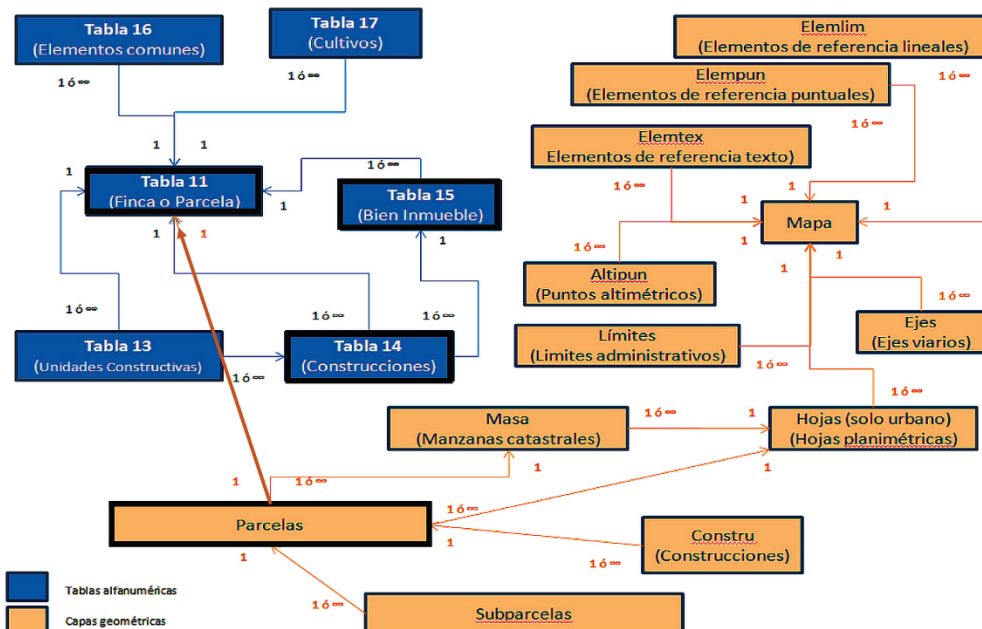 Tabla 16
(Elementos comunes)
Tabla 17
(Cultivos)
Elemlim
(Elementos de referencia lineales)
1 ó ∞
1 ó ∞
1 ó ∞
Elempun
(Elementos de referencia puntuales)
1 ó ∞
Elemtex
Elementos de referencia texto)
1
1
1 ó ∞
1
Tabla 11
(Finca o Parcela)
1
1 ó ∞
Tabla 15
(Bien Inmueble)
1 ó ∞
1
1
1
Mapa
1
1
1
1
1
1
1 ó ∞
Altipun
(Puntos altimétricos)
1 ó ∞
1 ó ∞
1 ó ∞
1 ó ∞
Tabla 13
(Unidades Constructivas)
1 ó ∞
Tabla 14
(Construcciones)
Límites
(Limites administrativos)
1 ó ∞
Ejes
(Ejes viarios)
1 ó ∞
Masa
(Manzanas catastrales)
1 ó ∞
1
Hojas (solo urbano)
(Hojas planimétricas)
1
1 ó ∞
1
1
Parcelas
1 ó ∞
1
Constru
(Construcciones)
1
1 ó ∞
1 ó ∞
Subparcelas
Tablas alfanuméricas
Capas geométricas